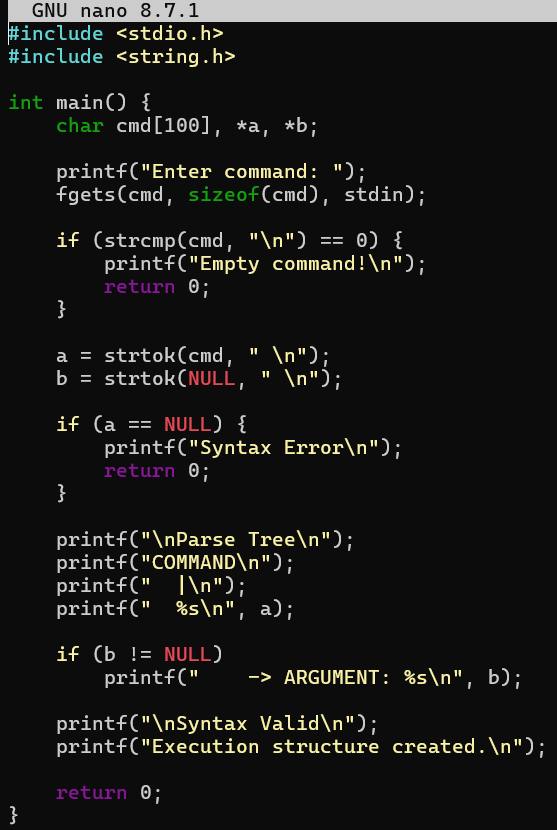 GNU nano 8.7.1
#include <stdio.h>
#include <string.h>

int main() {
    char cmd[100], *a, *b;

    printf("Enter command: ");
    fgets(cmd, sizeof(cmd), stdin);

    if (strcmp(cmd, "\n") == 0) {
        printf("Empty command!\n");
        return 0;
    }

    a = strtok(cmd, " \n");
    b = strtok(NULL, " \n");

    if (a == NULL) {
        printf("Syntax Error\n");
        return 0;
    }

    printf("\nParse Tree\n");
    printf("COMMAND\n");
    printf("  |\n");
    printf("  %s\n", a);

    if (b != NULL)
        printf("    -> ARGUMENT: %s\n", b);

    printf("\nSyntax Valid\n");
    printf("Execution structure created.\n");

    return 0;
}